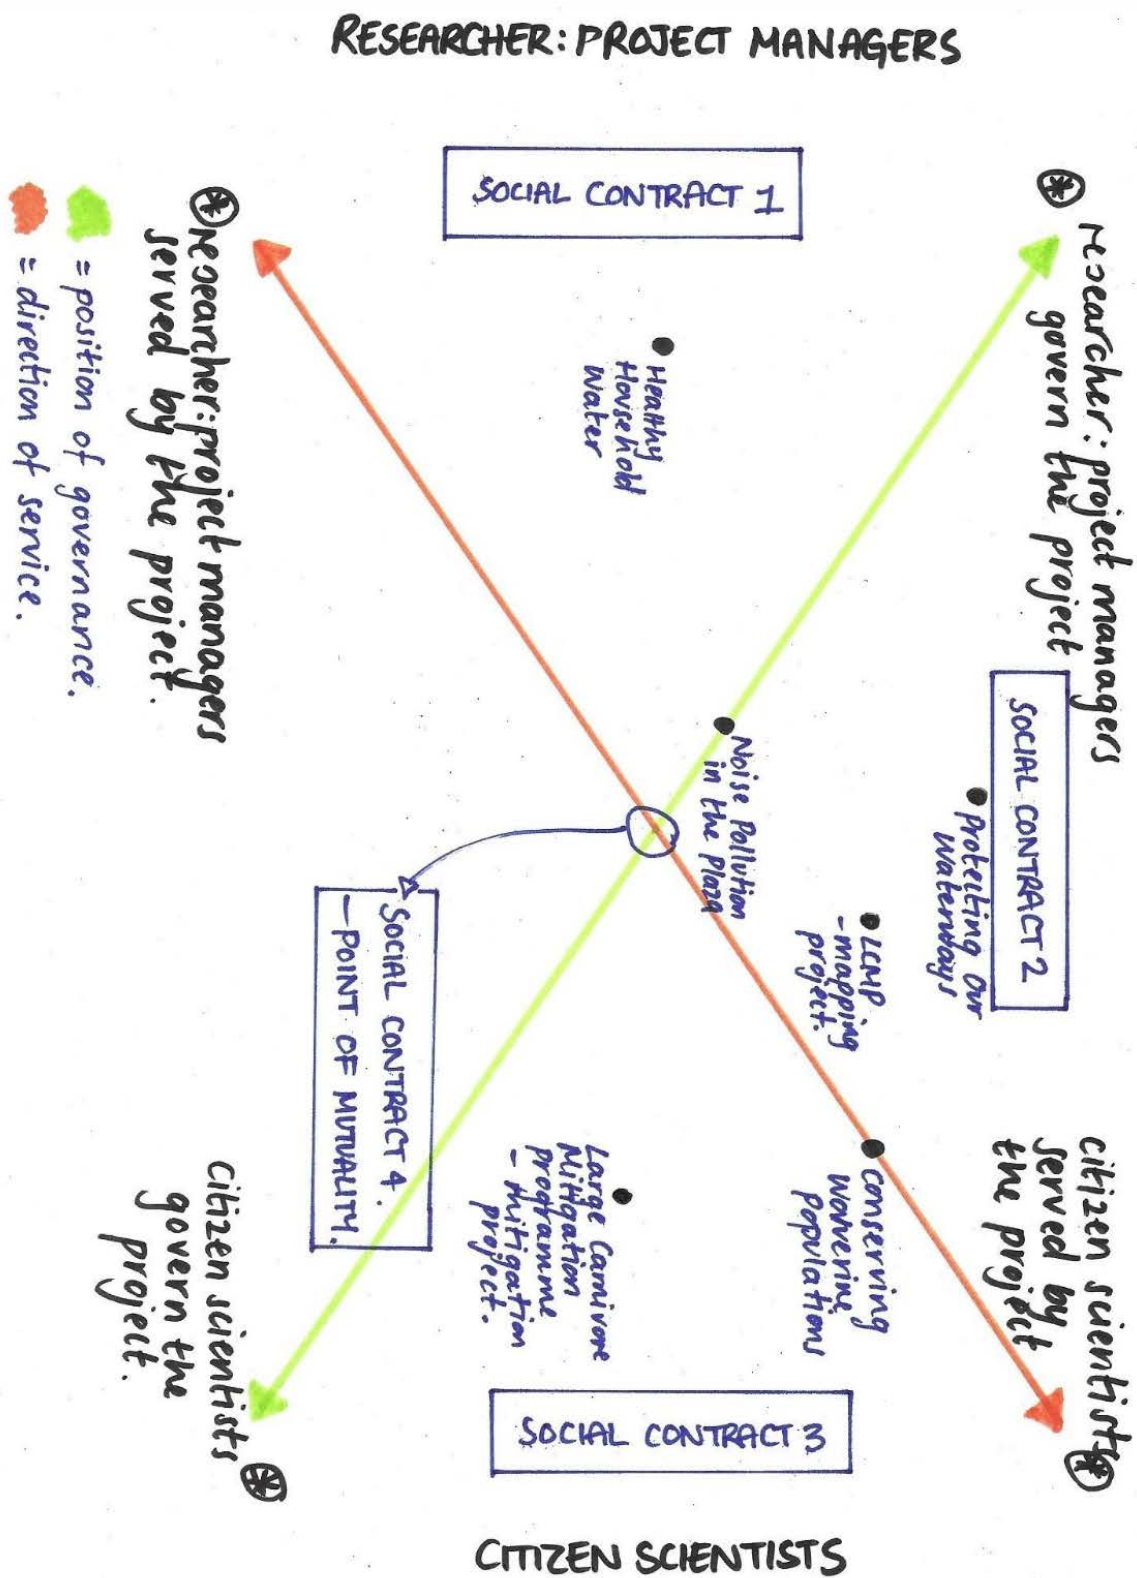 RESEARCHER: PROJECT MANAGERS
SOCIAL CONTRACT 1
researcher: project managers
govern the project
researcher: project managers
served by the project.
= position of governance.
= direction of service.
Healthy
Household
Water
SOCIAL CONTRACT 2
Protecting Our
Waterways
Noise Pollution
in the Plaza
LCMP
- mapping
project.
SOCIAL CONTRACT 4.
- POINT OF MUTUALITY.
Conserving
Wolverine
Populations
Large Carnivore
Mitigation
programme
- mitigation
project.
citizen scientists
served by
the project
citizen scientists
govern the
project.
SOCIAL CONTRACT 3
CITIZEN SCIENTISTS